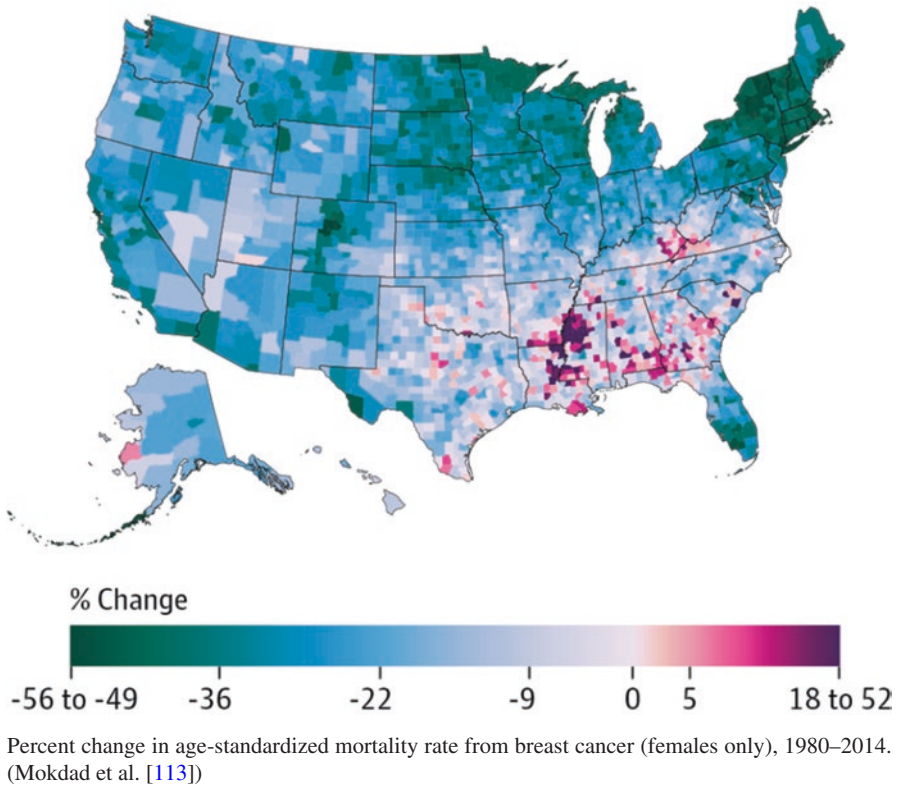 % Change
-56 to -49 -36 -22 -9 0 5 18 to 52
Percent change in age-standardized mortality rate from breast cancer (females only), 1980–2014.
(Mokdad et al. [113])